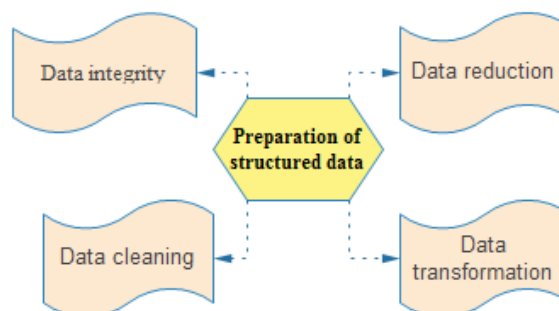 Data integrity
Data reduction
Preparation of
structured data
Data cleaning
Data
transformation